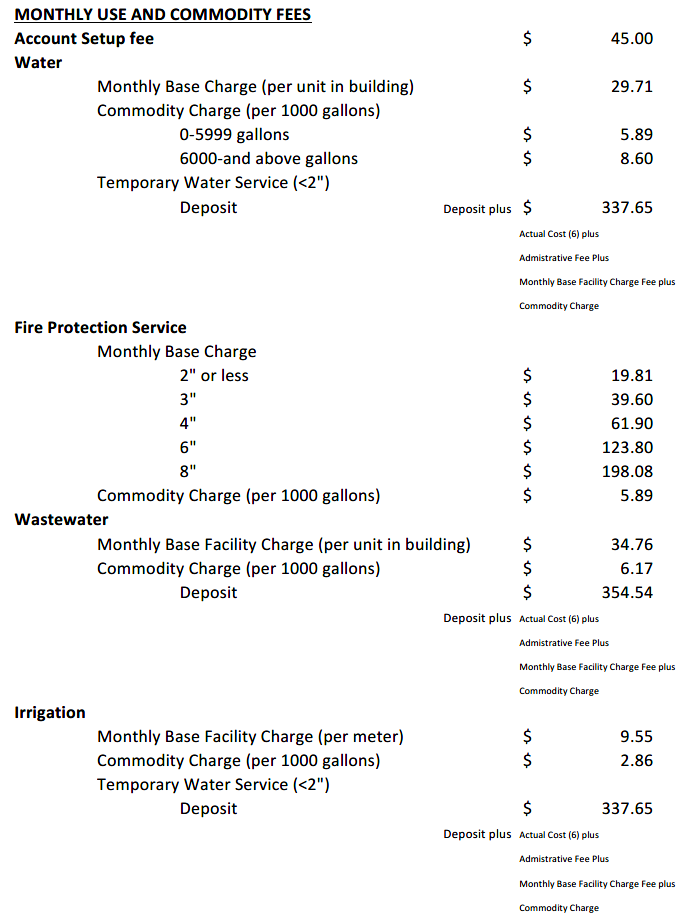 MONTHLY USE AND COMMODITY FEES
Account Setup fee $ 45.00
Water
Monthly Base Charge (per unit in building) $ 29.71
Commodity Charge (per 1000 gallons)
0-5999 gallons $ 5.89
6000-and above gallons $ 8.60
Temporary Water Service (<2")
Deposit Deposit plus $ 337.65
Actual Cost (6) plus
Admistrative Fee Plus
Monthly Base Facility Charge Fee plus
Commodity Charge
Fire Protection Service
Monthly Base Charge
2" or less $ 19.81
3" $ 39.60
4" $ 61.90
6" $ 123.80
8" $ 198.08
Commodity Charge (per 1000 gallons) $ 5.89
Wastewater
Monthly Base Facility Charge (per unit in building) $ 34.76
Commodity Charge (per 1000 gallons) $ 6.17
Deposit $ 354.54
Deposit plus Actual Cost (6) plus
Admistrative Fee Plus
Monthly Base Facility Charge Fee plus
Commodity Charge
Irrigation
Monthly Base Facility Charge (per meter) $ 9.55
Commodity Charge (per 1000 gallons) $ 2.86
Temporary Water Service (<2")
Deposit $ 337.65
Deposit plus Actual Cost (6) plus
Admistrative Fee Plus
Monthly Base Facility Charge Fee plus
Commodity Charge